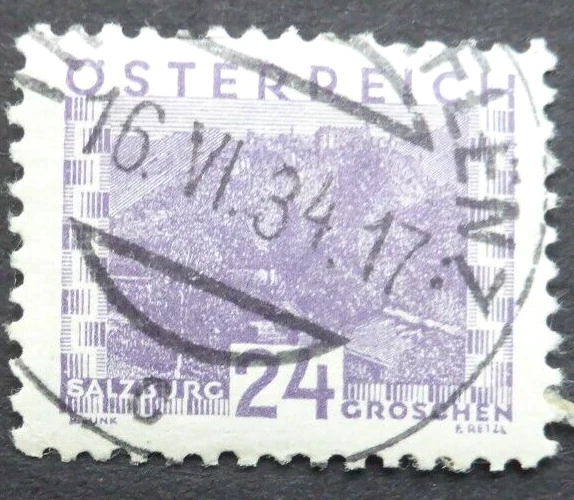 ÖSTERREICH
16. VI. 34. 17.
SALZBURG 24 GROSCHEN